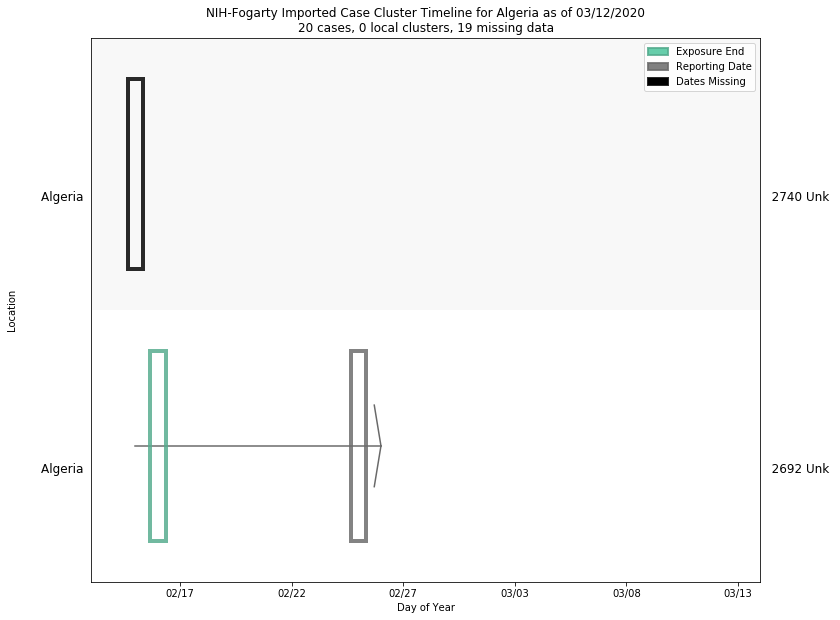 NIH-Fogarty Imported Case Cluster Timeline for Algeria as of 03/12/2020
20 cases, 0 local clusters, 19 missing data
Exposure End
Reporting Date
Dates Missing
Algeria
2740 Unk
Location
Algeria
2692 Unk
02/17
02/22
02/27
03/03
03/08
03/13
Day of Year